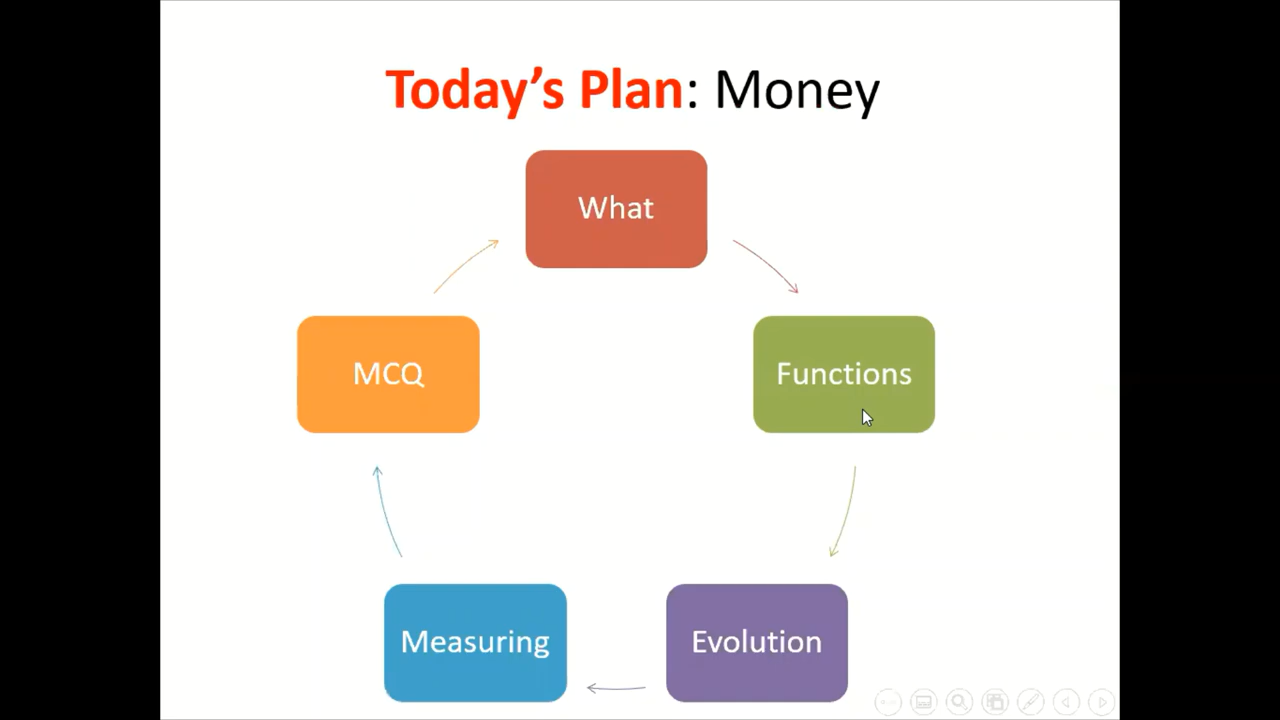 Today’s Plan: Money
What
Functions
Evolution
Measuring
MCQ